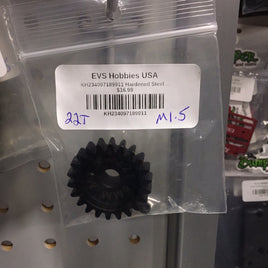 EVS Hobbies USA
KH234097189911 Hardened Steel ...
$16.99
KH234097189911
22T
M1.5